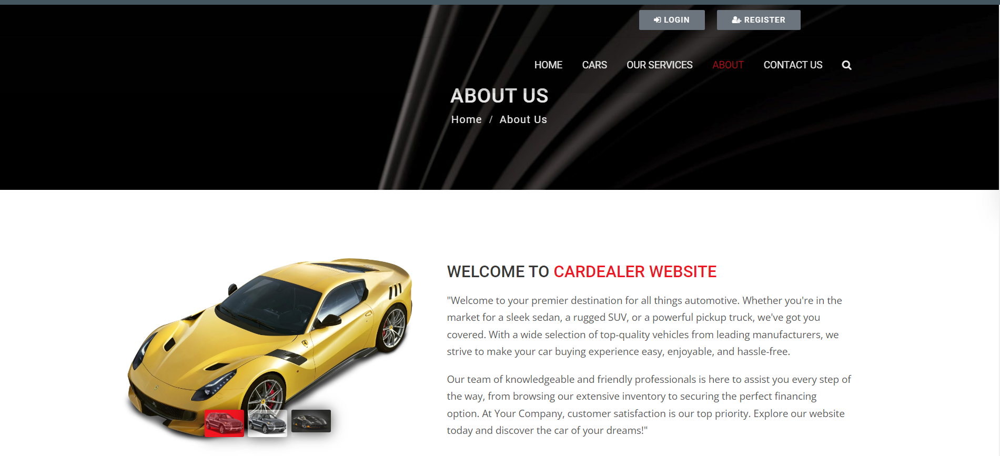 LOGIN REGISTER
HOME CARS OUR SERVICES ABOUT CONTACT US
ABOUT US
Home / About Us
WELCOME TO CARDEALER WEBSITE
"Welcome to your premier destination for all things automotive. Whether you're in the
market for a sleek sedan, a rugged SUV, or a powerful pickup truck, we've got you
covered. With a wide selection of top-quality vehicles from leading manufacturers, we
strive to make your car buying experience easy, enjoyable, and hassle-free.
Our team of knowledgeable and friendly professionals is here to assist you every step of
the way, from browsing our extensive inventory to securing the perfect financing
option. At Your Company, customer satisfaction is our top priority. Explore our website
today and discover the car of your dreams!"